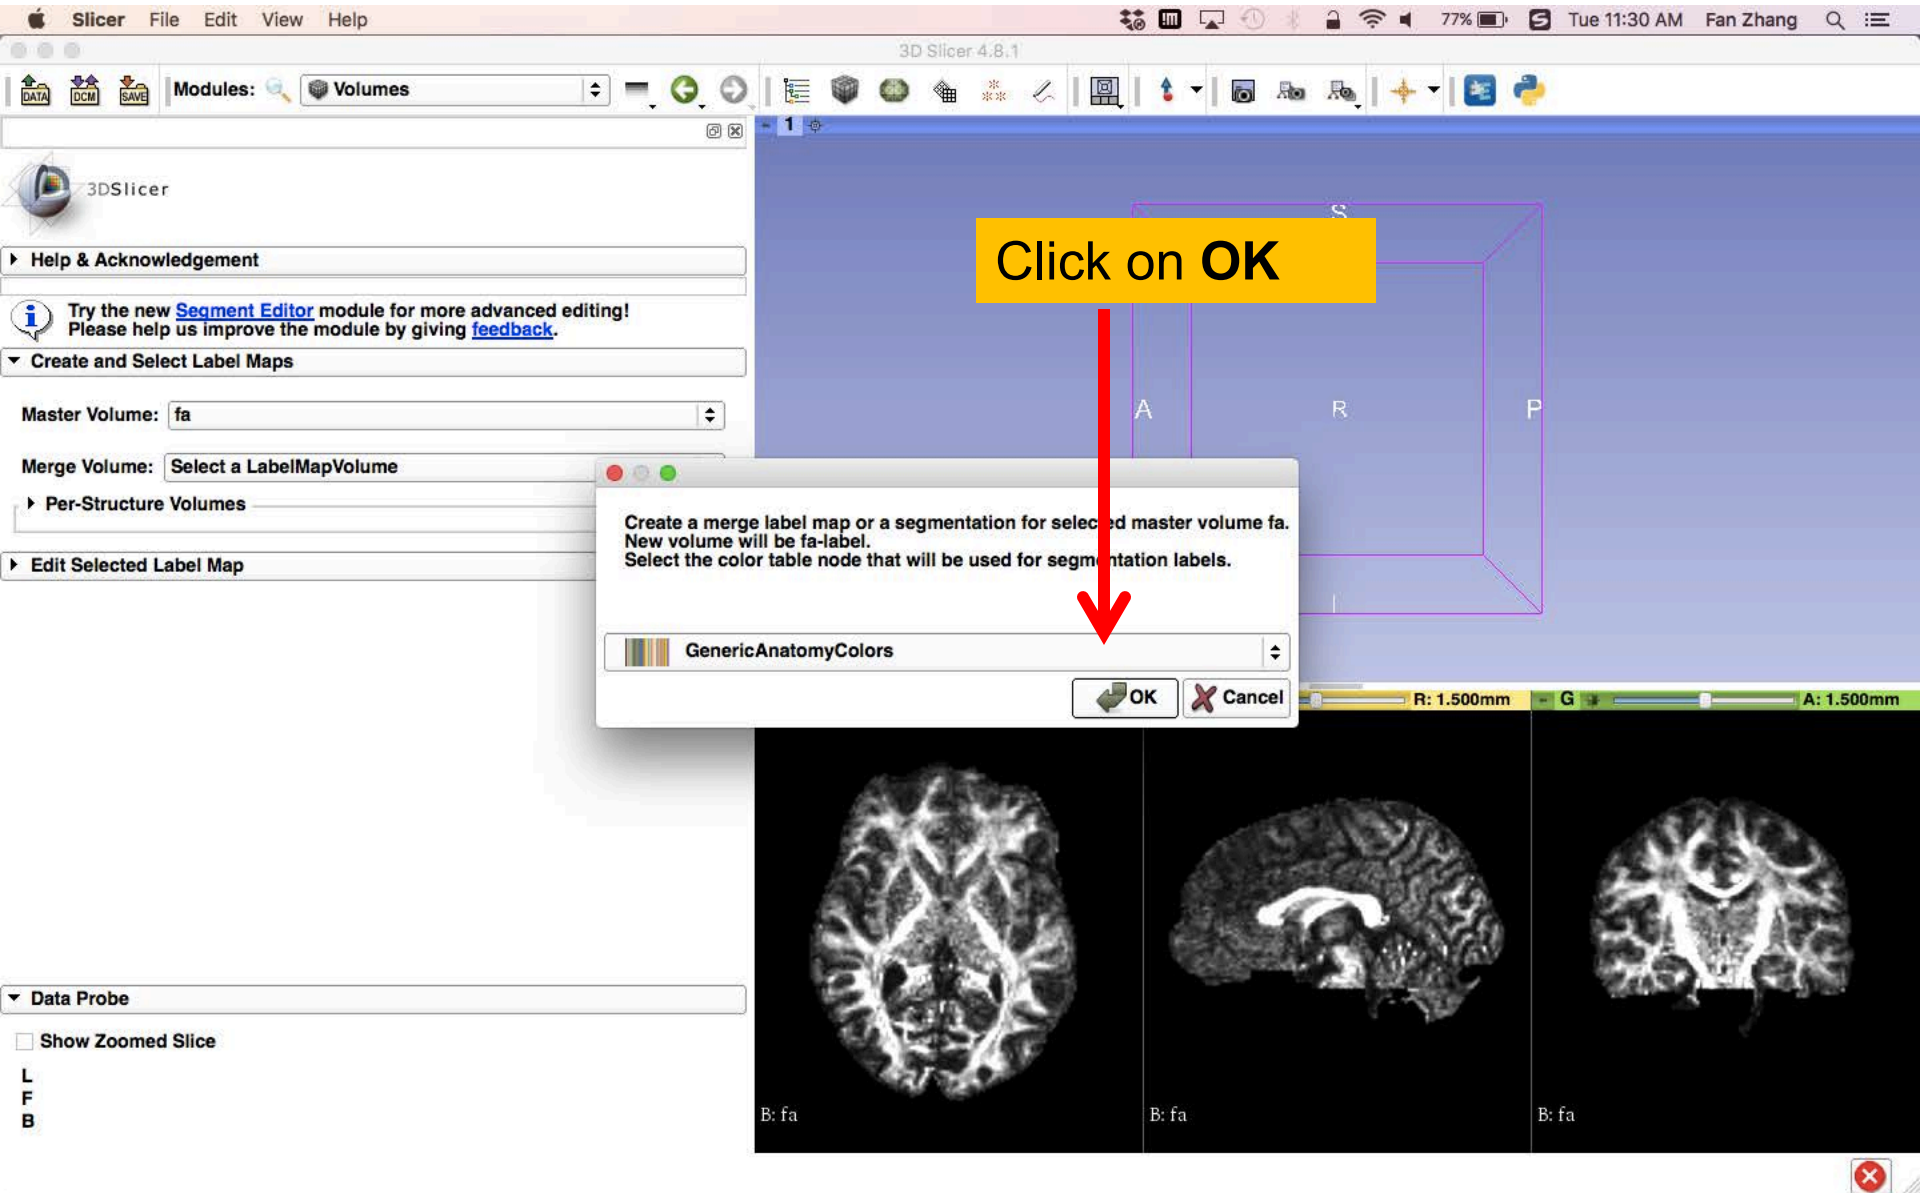 Slicer File Edit View Help
77% Tue 11:30 AM Fan Zhang
3D Slicer 4.8.1
DATA DCM SAVE Modules: Volumes
1
3DSlicer
S
Click on OK
Help & Acknowledgement
Try the new Segment Editor module for more advanced editing!
Please help us improve the module by giving feedback.
Create and Select Label Maps
Master Volume: fa
A R P
Merge Volume: Select a LabelMapVolume
Per-Structure Volumes
Create a merge label map or a segmentation for selected master volume fa.
New volume will be fa-label.
Select the color table node that will be used for segmentation labels.
Edit Selected Label Map
I
GenericAnatomyColors
OK Cancel
R: 1.500mm G A: 1.500mm
Data Probe
Show Zoomed Slice
L
F
B
B: fa B: fa B: fa